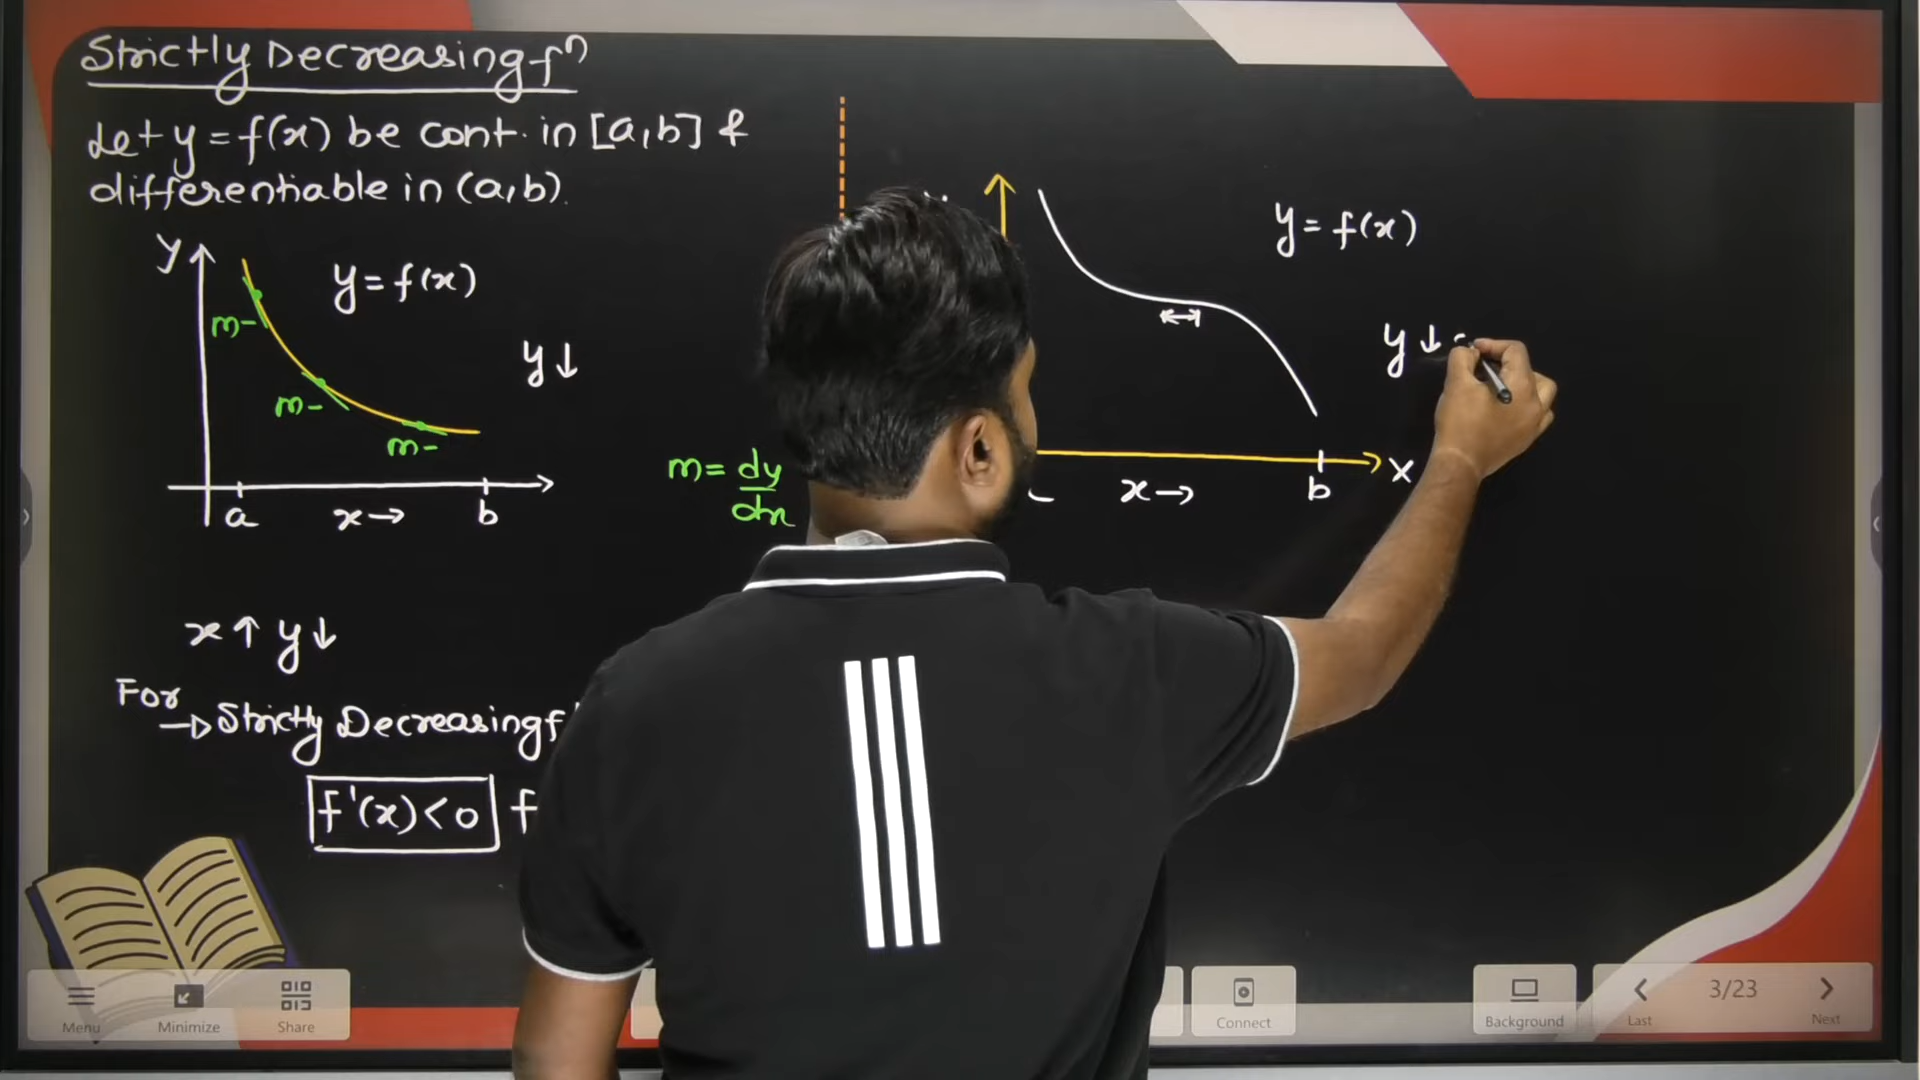 Strictly Decreasing fⁿ
Let y = f(x) be cont. in [a,b] &
differentiable in (a,b).
y
y = f(x)
m-
m-
m-
y↓
a x→ b
m = dy/dx
x↑ y↓
For
→ Strictly Decreasing f
f'(x)<0 f
y = f(x)
y↓
x→ b X
Menu
Minimize
Share
Connect
Background
3/23
Last
Next